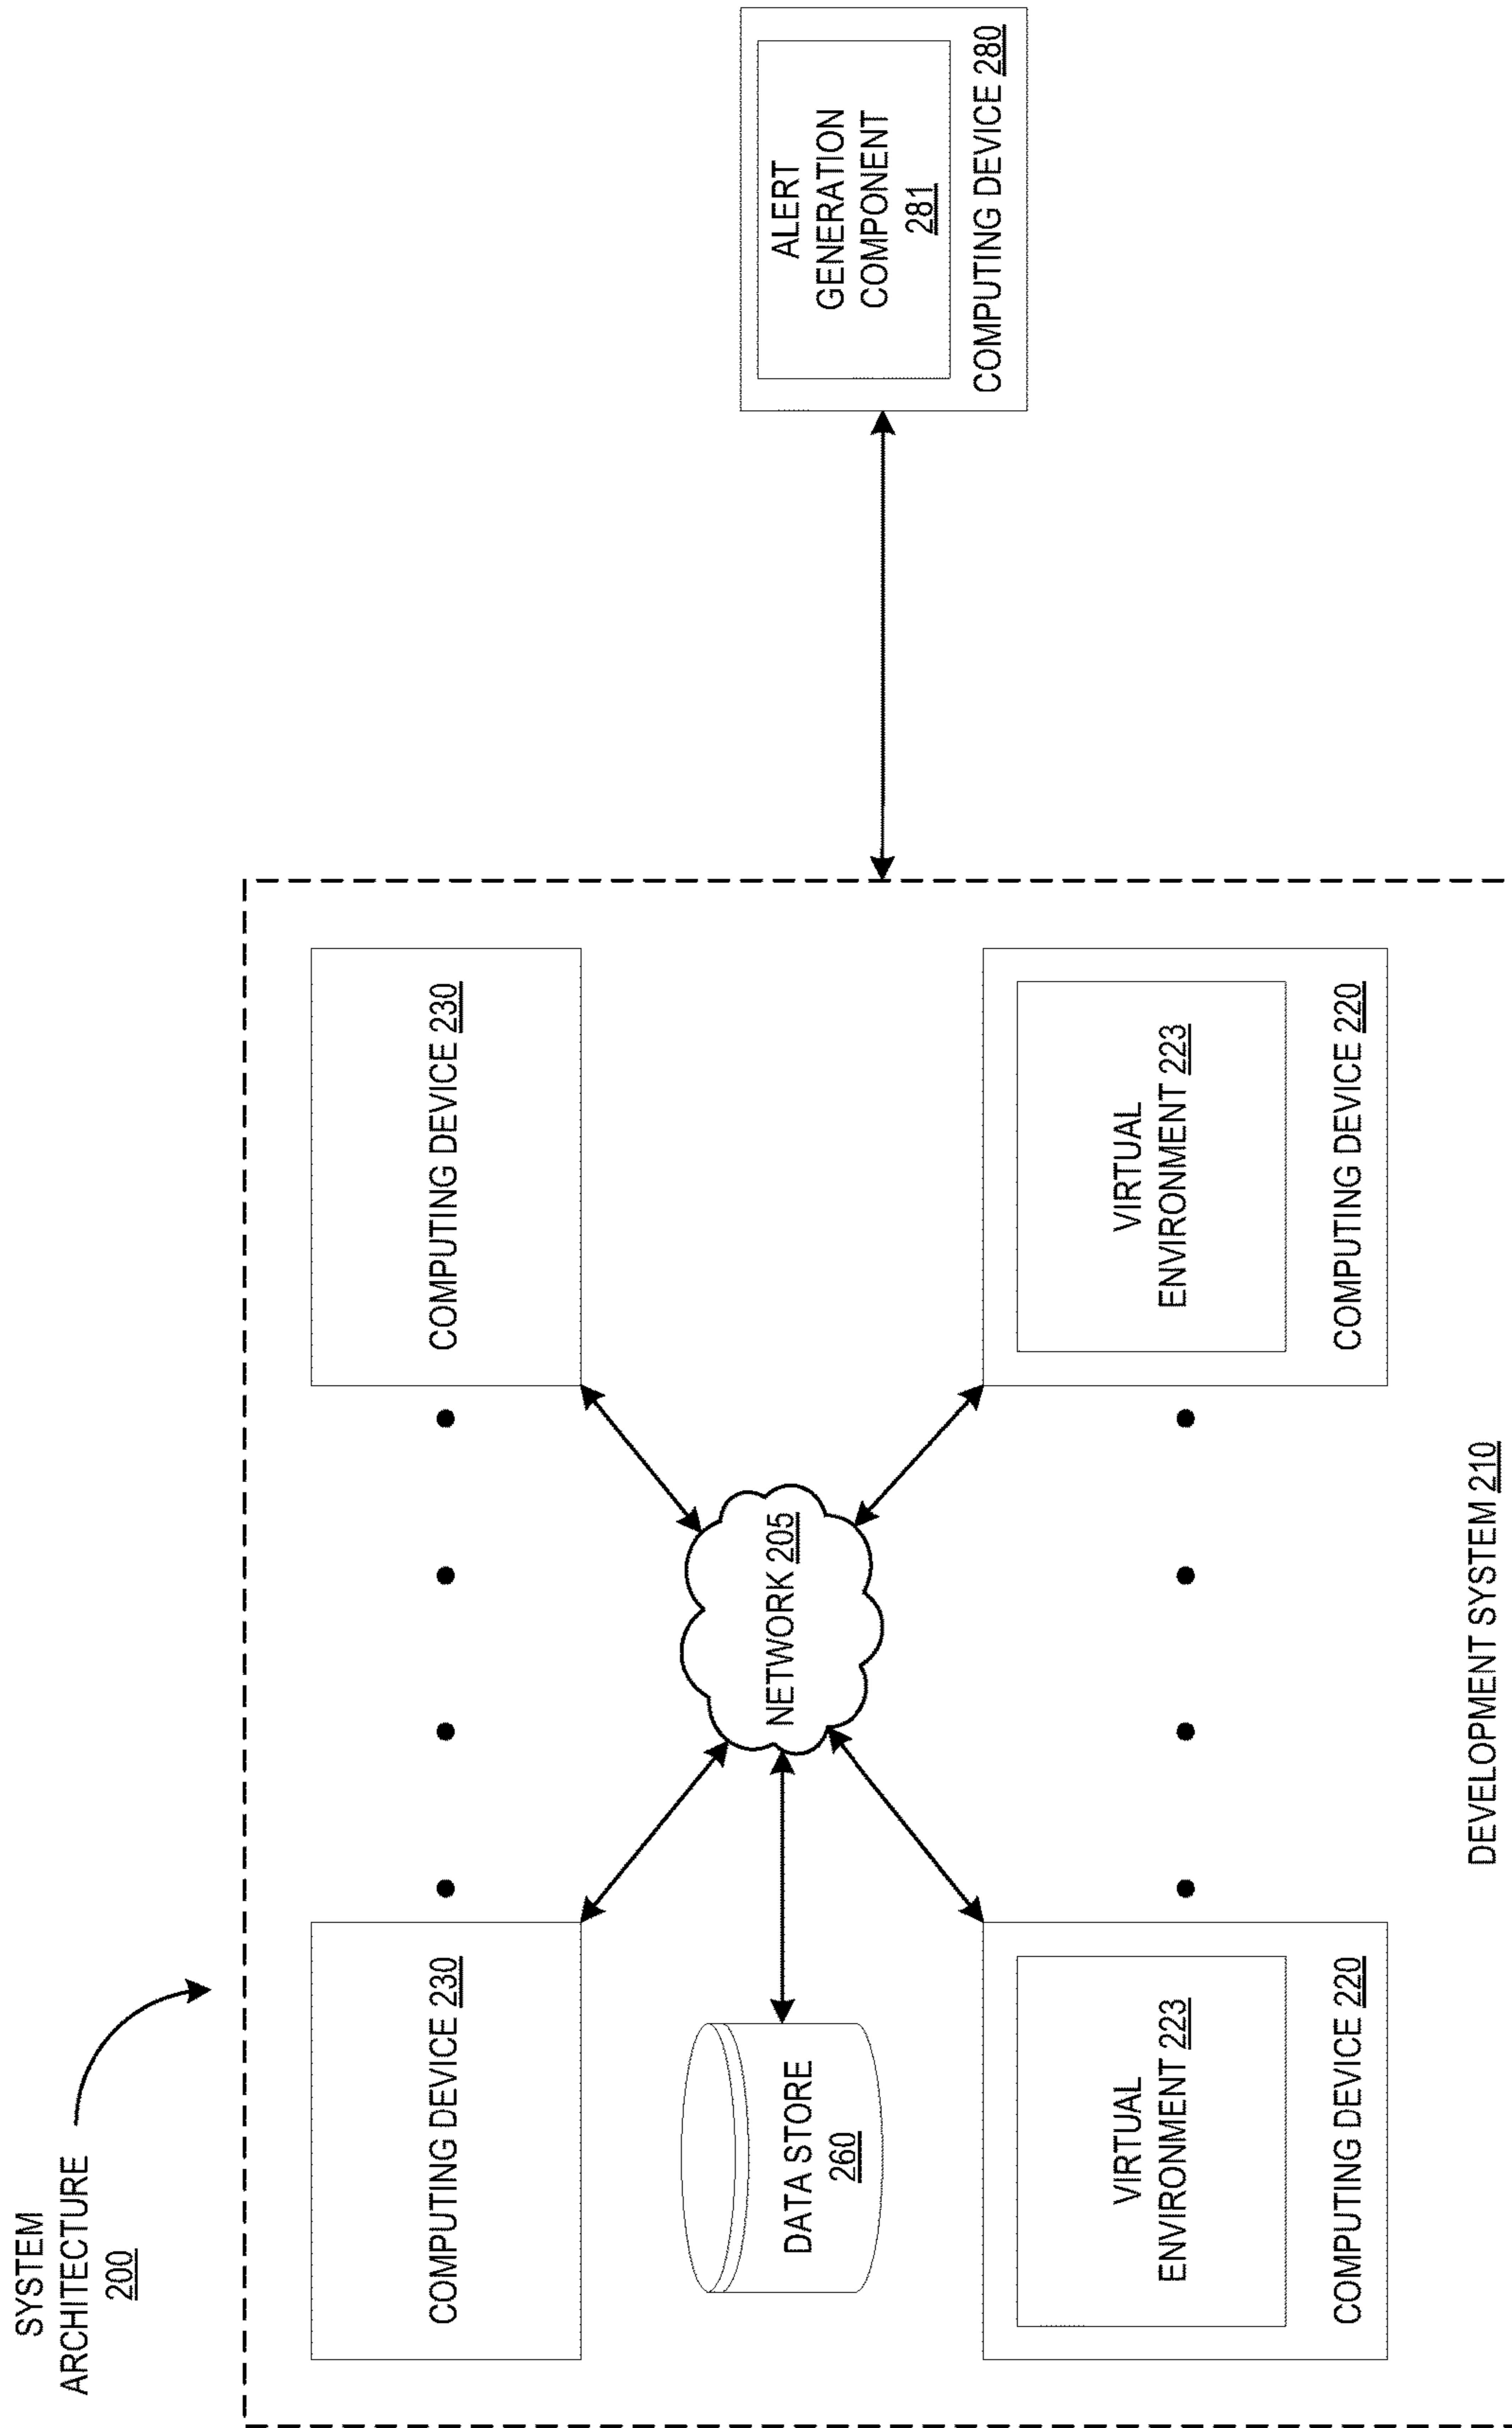 SYSTEM
ARCHITECTURE
200
COMPUTING DEVICE 230
COMPUTING DEVICE 230
DATA STORE
260
NETWORK 205
VIRTUAL
ENVIRONMENT 223
COMPUTING DEVICE 220
VIRTUAL
ENVIRONMENT 223
COMPUTING DEVICE 220
DEVELOPMENT SYSTEM 210
ALERT
GENERATION
COMPONENT
281
COMPUTING DEVICE 280